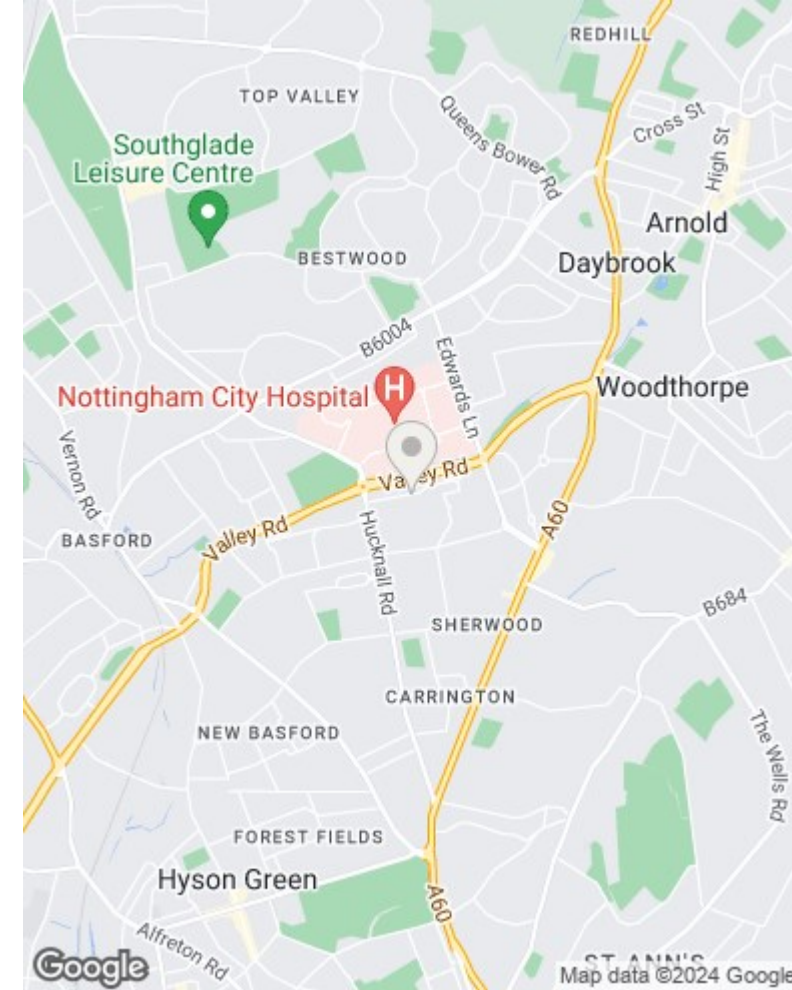 REDHILL
TOP VALLEY
Queens Bower Rd
Cross St
High St
Southglade
Leisure Centre
Arnold
BESTWOOD
Daybrook
B6004
Edwards Ln
Nottingham City Hospital
H
Woodthorpe
Vernon Rd
Valley Rd
Valley Rd
A60
BASFORD
Hucknall Rd
B684
SHERWOOD
CARRINGTON
NEW BASFORD
The Wells Rd
FOREST FIELDS
Hyson Green
A60
Alfreton Rd
ST ANN'S
Google
Map data ©2024 Google